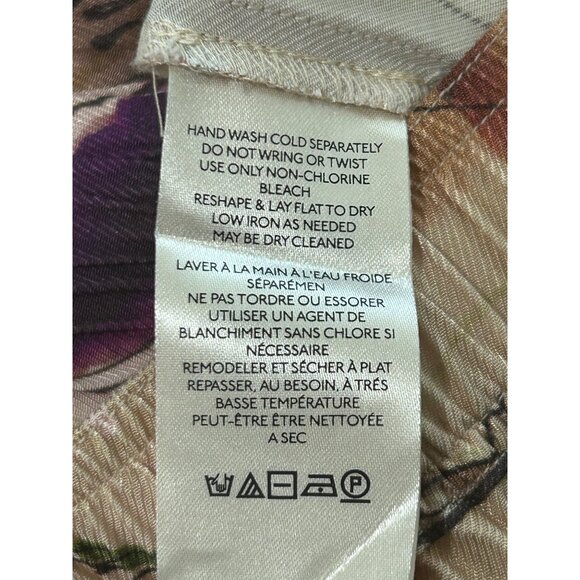 HAND WASH COLD SEPARATELY
DO NOT WRING OR TWIST
USE ONLY NON-CHLORINE
BLEACH
RESHAPE & LAY FLAT TO DRY
LOW IRON AS NEEDED
MAY BE DRY CLEANED
LAVER À LA MAIN À L'EAU FROIDE
SÉPARÉMEN
NE PAS TORDRE OU ESSORER
UTILISER UN AGENT DE
BLANCHIMENT SANS CHLORE SI
NÉCESSAIRE
REMODELER ET SÉCHER À PLAT
REPASSER, AU BESOIN, À TRÉS
BASSE TEMPÉRATURE
PEUT-ÊTRE ÊTRE NETTOYÉE
A SEC
P